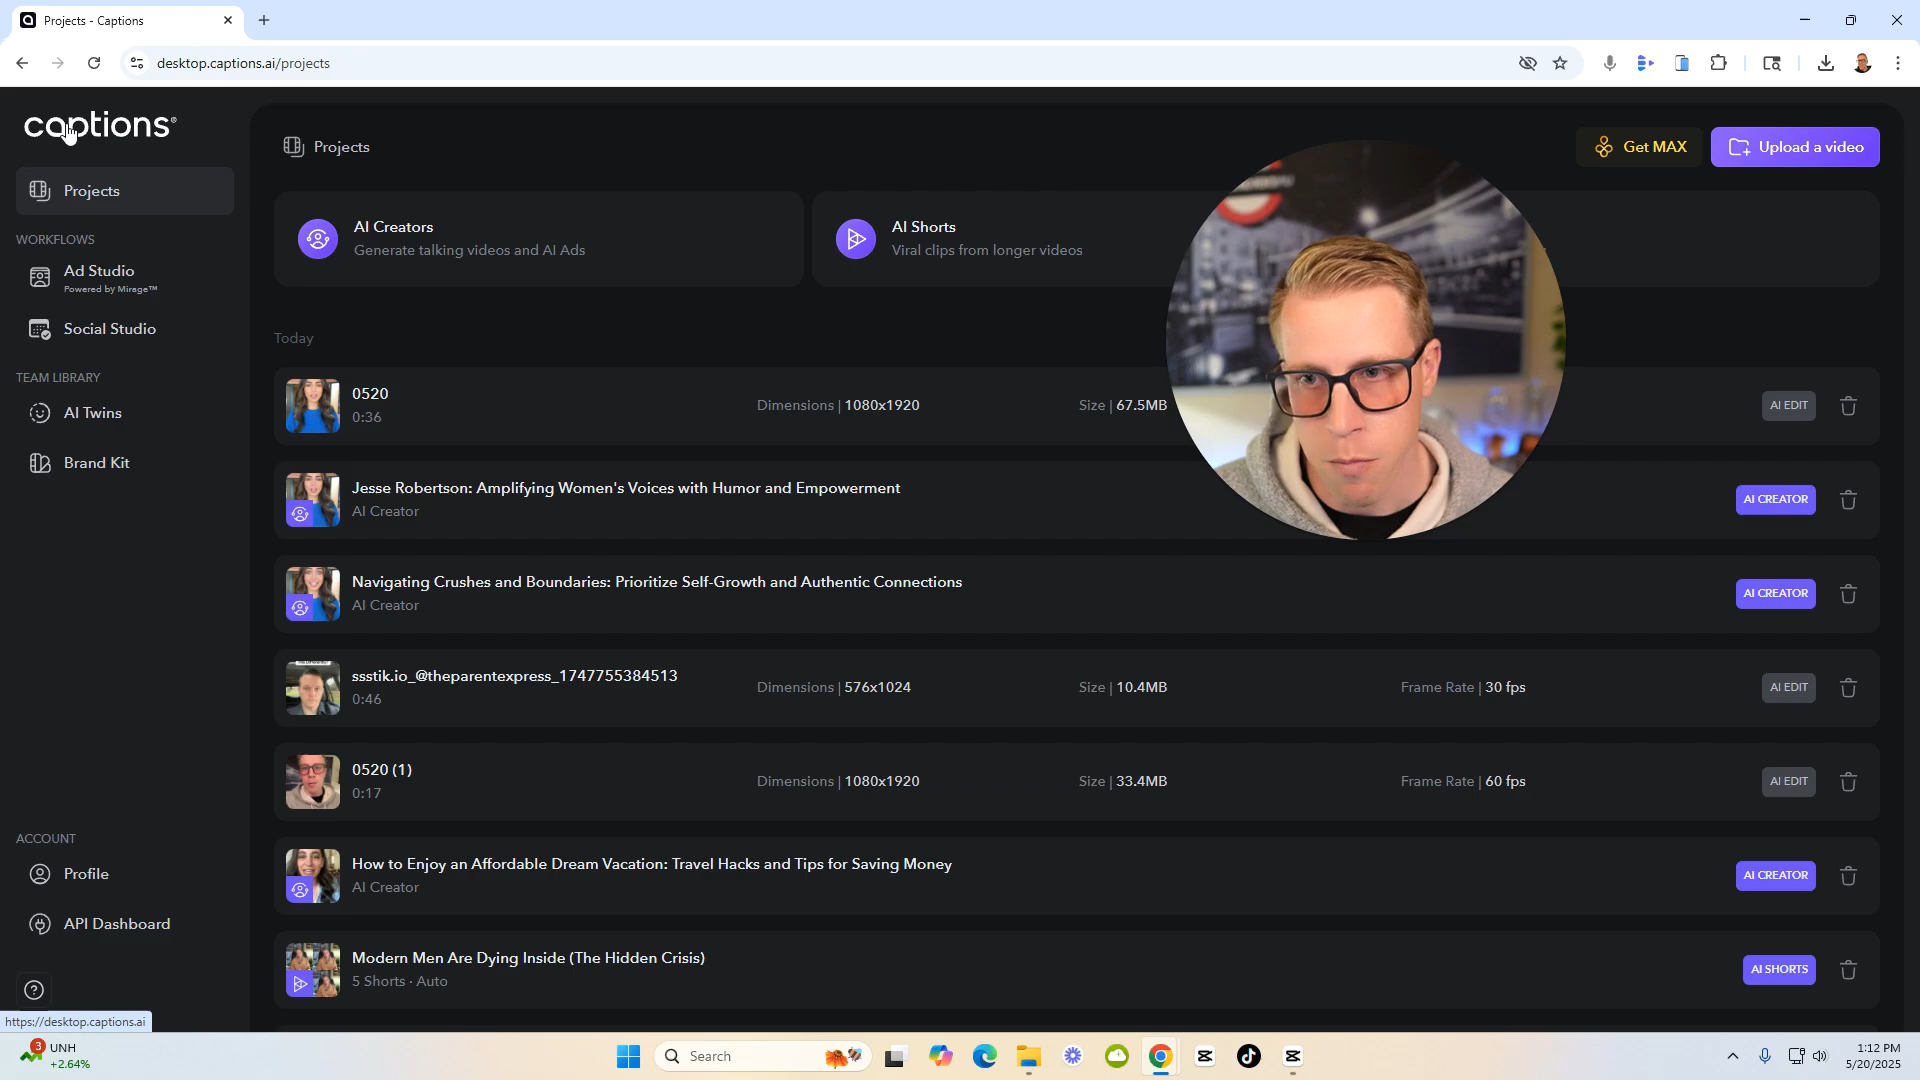 Projects - Captions
desktop.captions.ai/projects
captions
Projects
WORKFLOWS
Ad Studio
Powered by Mirage™
Social Studio
TEAM LIBRARY
AI Twins
Brand Kit
ACCOUNT
Profile
API Dashboard
https://desktop.captions.ai
Projects
Get MAX
Upload a video
AI Creators
Generate talking videos and AI Ads
AI Shorts
Viral clips from longer videos
Today
0520
0:36
Dimensions | 1080x1920
Size | 67.5MB
AI EDIT
Jesse Robertson: Amplifying Women's Voices with Humor and Empowerment
AI Creator
AI CREATOR
Navigating Crushes and Boundaries: Prioritize Self-Growth and Authentic Connections
AI Creator
AI CREATOR
ssstik.io_@theparentexpress_1747755384513
0:46
Dimensions | 576x1024
Size | 10.4MB
Frame Rate | 30 fps
AI EDIT
0520 (1)
0:17
Dimensions | 1080x1920
Size | 33.4MB
Frame Rate | 60 fps
AI EDIT
How to Enjoy an Affordable Dream Vacation: Travel Hacks and Tips for Saving Money
AI Creator
AI CREATOR
Modern Men Are Dying Inside (The Hidden Crisis)
5 Shorts · Auto
AI SHORTS
3
UNH
+2.64%
Search
1:12 PM
5/20/2025